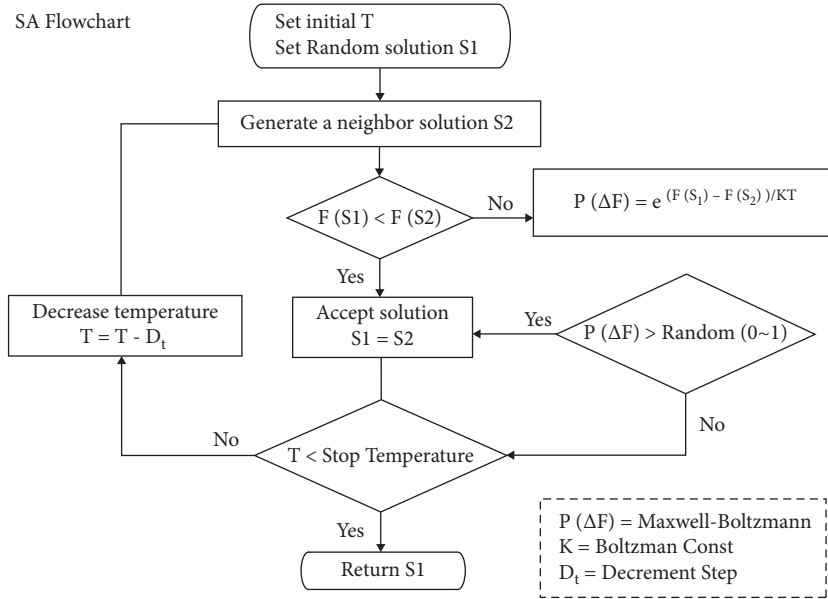 SA Flowchart
Set initial T
Set Random solution S1
Generate a neighbor solution S2
F (S1) < F (S2)
No
P (ΔF) = e (F (S₁) – F (S₂) )/KT
Yes
Decrease temperature
T = T - Dₜ
Accept solution
S1 = S2
Yes
P (ΔF) > Random (0~1)
No
No
T < Stop Temperature
Yes
Return S1
P (ΔF) = Maxwell-Boltzmann
K = Boltzman Const
Dₜ = Decrement Step